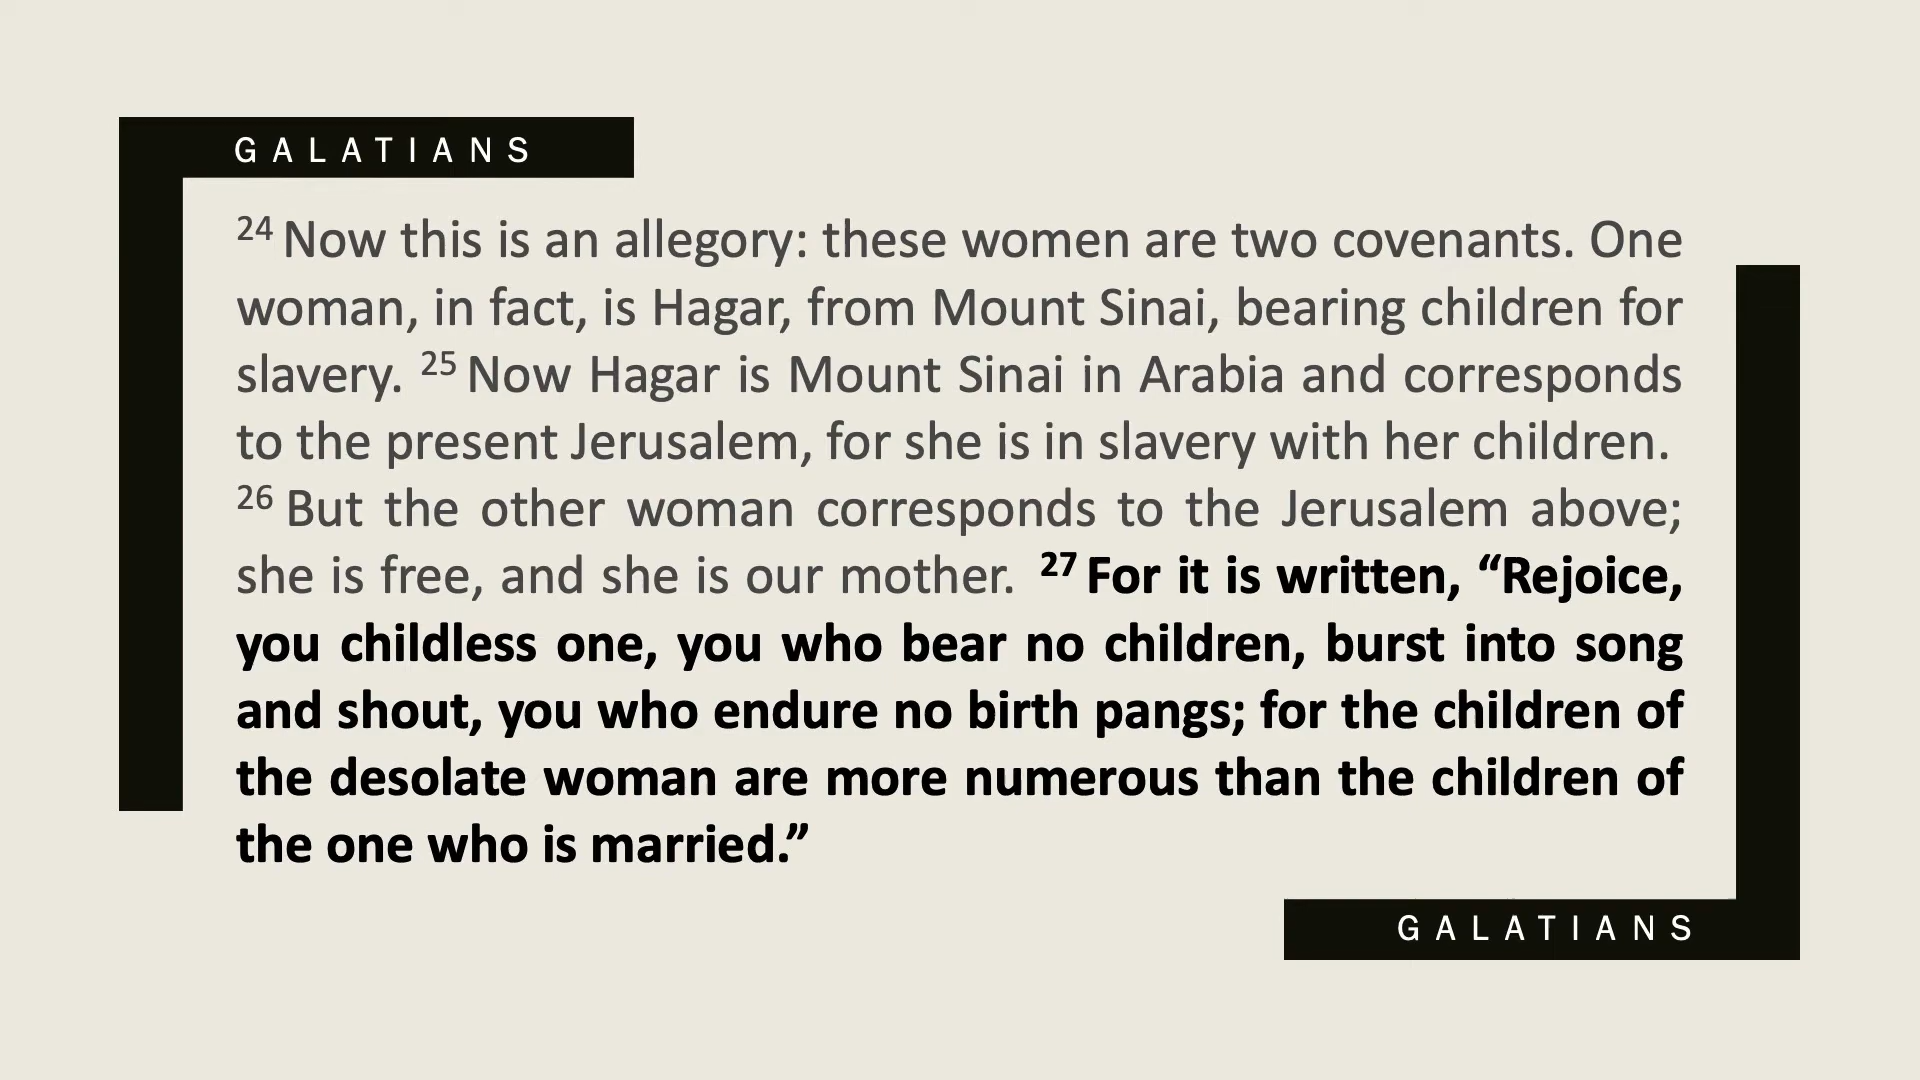 GALATIANS
24 Now this is an allegory: these women are two covenants. One
woman, in fact, is Hagar, from Mount Sinai, bearing children for
slavery. 25 Now Hagar is Mount Sinai in Arabia and corresponds
to the present Jerusalem, for she is in slavery with her children.
26 But the other woman corresponds to the Jerusalem above;
she is free, and she is our mother. 27 For it is written, “Rejoice,
you childless one, you who bear no children, burst into song
and shout, you who endure no birth pangs; for the children of
the desolate woman are more numerous than the children of
the one who is married.”
GALATIANS